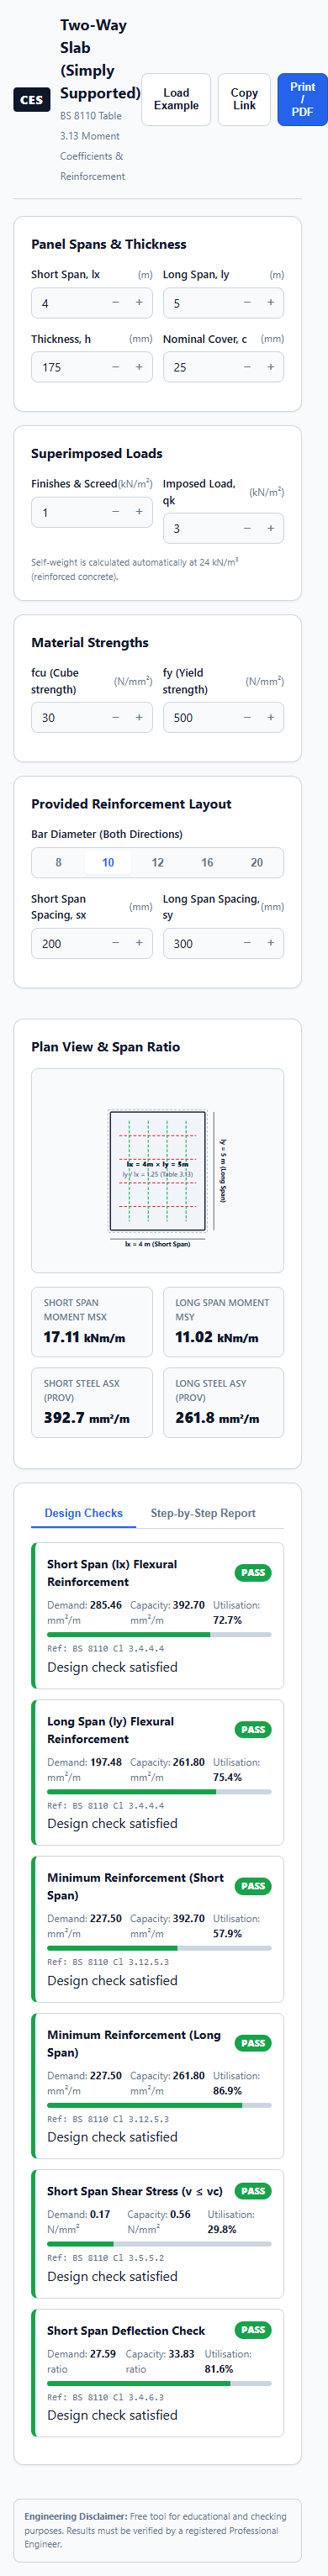 CES
Two-Way
Slab
(Simply
Supported)
BS 8110 Table
3.13 Moment
Coefficients &
Reinforcement
Load
Example
Copy
Link
Print
/
PDF
Panel Spans & Thickness
Short Span, lx (m)
Long Span, ly (m)
4 − +
5 − +
Thickness, h (mm)
Nominal Cover, c (mm)
175 − +
25 − +
Superimposed Loads
Finishes & Screed (kN/m²)
Imposed Load,
qk (kN/m²)
1 − +
3 − +
Self-weight is calculated automatically at 24 kN/m³
(reinforced concrete).
Material Strengths
fcu (Cube
strength) (N/mm²)
fy (Yield
strength) (N/mm²)
30 − +
500 − +
Provided Reinforcement Layout
Bar Diameter (Both Directions)
8 10 12 16 20
Short Span
Spacing, sx (mm)
Long Span Spacing,
sy (mm)
200 − +
300 − +
Plan View & Span Ratio
lx = 4m × ly = 5m
ly / lx = 1.25 (Table 3.13)
ly = 5 m (Long Span)
lx = 4 m (Short Span)
SHORT SPAN
MOMENT MSX
17.11 kNm/m
LONG SPAN MOMENT
MSY
11.02 kNm/m
SHORT STEEL ASX
(PROV)
392.7 mm²/m
LONG STEEL ASY
(PROV)
261.8 mm²/m
Design Checks
Step-by-Step Report
Short Span (lx) Flexural
Reinforcement
PASS
Demand: 285.46
mm²/m
Capacity: 392.70
mm²/m
Utilisation:
72.7%
Ref: BS 8110 Cl 3.4.4.4
Design check satisfied
Long Span (ly) Flexural
Reinforcement
PASS
Demand: 197.48
mm²/m
Capacity: 261.80
mm²/m
Utilisation:
75.4%
Ref: BS 8110 Cl 3.4.4.4
Design check satisfied
Minimum Reinforcement (Short
Span)
PASS
Demand: 227.50
mm²/m
Capacity: 392.70
mm²/m
Utilisation:
57.9%
Ref: BS 8110 Cl 3.12.5.3
Design check satisfied
Minimum Reinforcement (Long
Span)
PASS
Demand: 227.50
mm²/m
Capacity: 261.80
mm²/m
Utilisation:
86.9%
Ref: BS 8110 Cl 3.12.5.3
Design check satisfied
Short Span Shear Stress (v ≤ vc)
PASS
Demand: 0.17
N/mm²
Capacity: 0.56
N/mm²
Utilisation:
29.8%
Ref: BS 8110 Cl 3.5.5.2
Design check satisfied
Short Span Deflection Check
PASS
Demand: 27.59
ratio
Capacity: 33.83
ratio
Utilisation:
81.6%
Ref: BS 8110 Cl 3.4.6.3
Design check satisfied
Engineering Disclaimer: Free tool for educational and checking
purposes. Results must be verified by a registered Professional
Engineer.